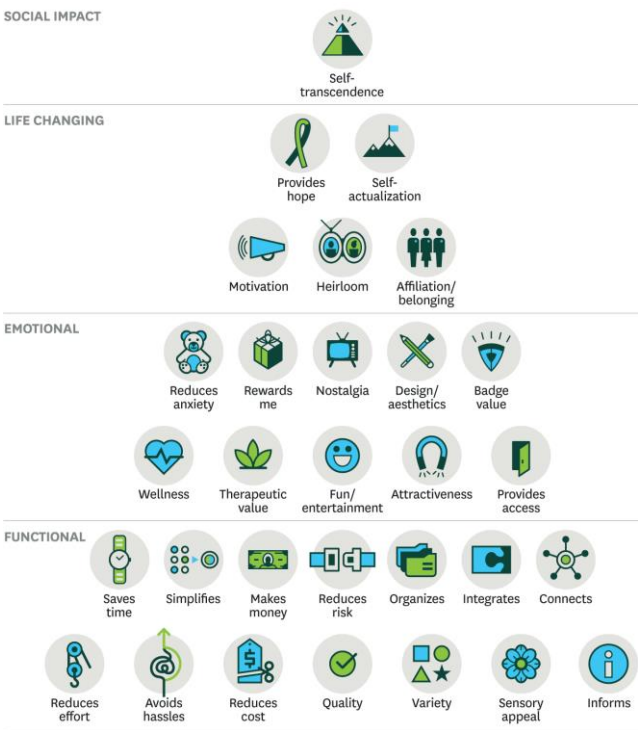 SOCIAL IMPACT
Self-
transcendence
LIFE CHANGING
Provides
hope
Self-
actualization
Motivation
Heirloom
Affiliation/
belonging
EMOTIONAL
Reduces
anxiety
Rewards
me
Nostalgia
Design/
aesthetics
Badge
value
Wellness
Therapeutic
value
Fun/
entertainment
Attractiveness
Provides
access
FUNCTIONAL
Saves
time
Simplifies
Makes
money
Reduces
risk
Organizes
Integrates
Connects
Reduces
effort
@
Avoids
hassles
$
Reduces
cost
Quality
Variety
Sensory
appeal
i
Informs